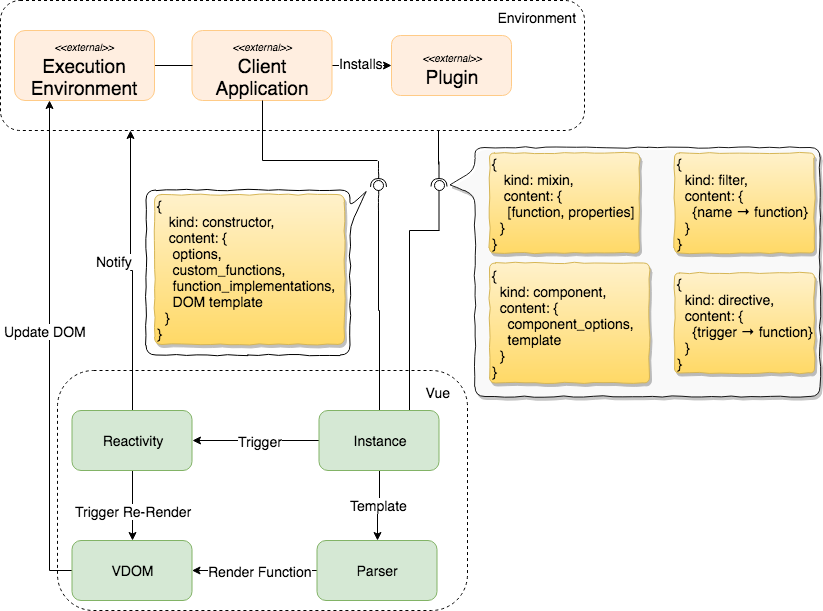 Environment
<<external>>
Execution
Environment
<<external>>
Client
Application
Installs
<<external>>
Plugin
{
kind: constructor,
content: {
options,
custom_functions,
function_implementations,
DOM template
}
}
{
kind: mixin,
content: {
[function, properties]
}
}
{
kind: filter,
content: {
{name → function}
}
}
{
kind: component,
content: {
component_options,
template
}
}
{
kind: directive,
content: {
{trigger → function}
}
}
Notify
Update DOM
Vue
Reactivity
Trigger
Instance
Trigger Re-Render
Template
VDOM
Render Function
Parser